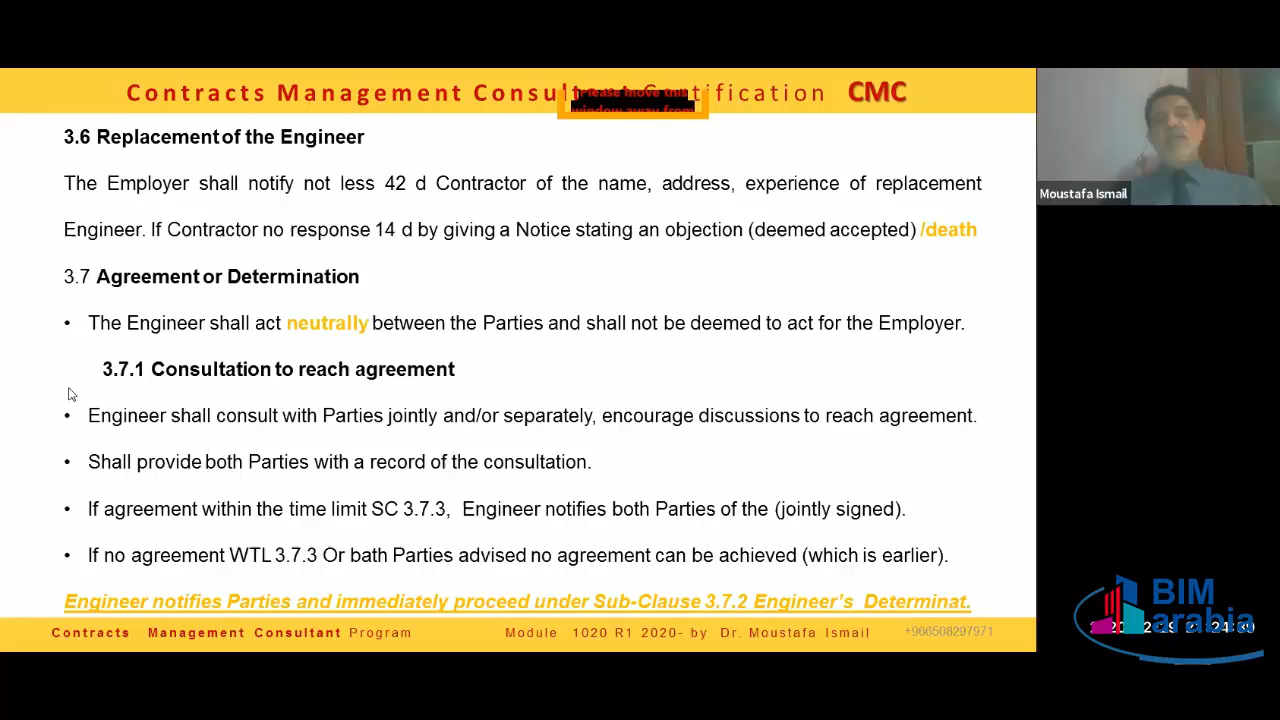 Contracts Management Consultant Certification CMC
Please move this
window away from
3.6 Replacement of the Engineer
The Employer shall notify not less 42 d Contractor of the name, address, experience of replacement
Engineer. If Contractor no response 14 d by giving a Notice stating an objection (deemed accepted) /death
3.7 Agreement or Determination
• The Engineer shall act neutrally between the Parties and shall not be deemed to act for the Employer.
3.7.1 Consultation to reach agreement
• Engineer shall consult with Parties jointly and/or separately, encourage discussions to reach agreement.
• Shall provide both Parties with a record of the consultation.
• If agreement within the time limit SC 3.7.3, Engineer notifies both Parties of the (jointly signed).
• If no agreement WTL 3.7.3 Or bath Parties advised no agreement can be achieved (which is earlier).
Engineer notifies Parties and immediately proceed under Sub-Clause 3.7.2 Engineer's Determinat.
Contracts Management Consultant Program Module 1020 R1 2020- by Dr. Moustafa Ismail +966508297971
Moustafa Ismail
BIM
arabia